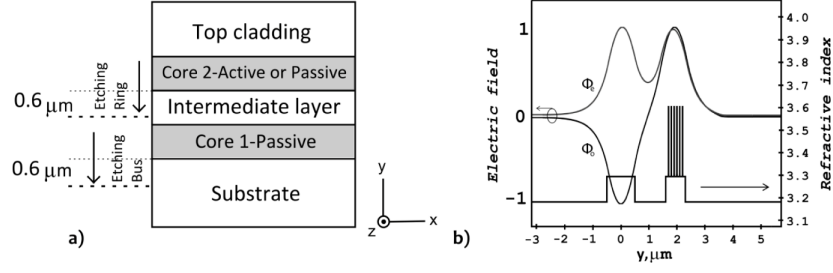 Top cladding
Core 2-Active or Passive
Intermediate layer
Core 1-Passive
Substrate
0.6 μm
Etching
Ring
0.6 μm
Etching
Bus
y
z
x
a)
Electric field
1
0
-1
Φe
Φo
4.0
3.9
3.8
3.7
3.6
3.5
3.4
3.3
3.2
3.1
Refractive index
-3 -2 -1 0 1 2 3 4 5
y,μm
b)